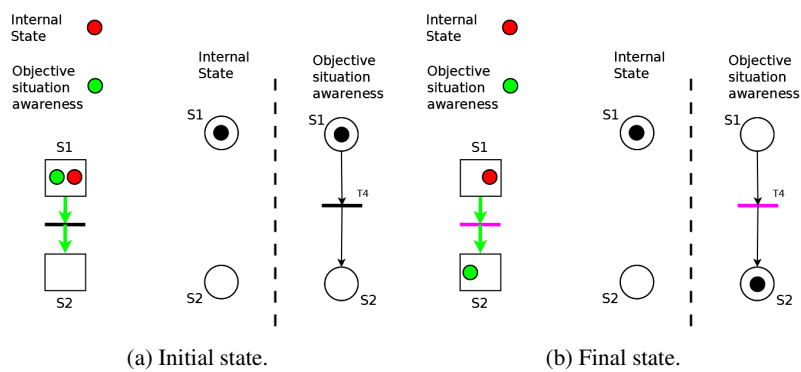 Internal
State
Objective
situation
awareness
Internal
State
Objective
situation
awareness
S1
S1
S1
T4
S2
S2
S2
(a) Initial state.
Internal
State
Objective
situation
awareness
Internal
State
Objective
situation
awareness
S1
S1
S1
T4
S2
S2
S2
(b) Final state.